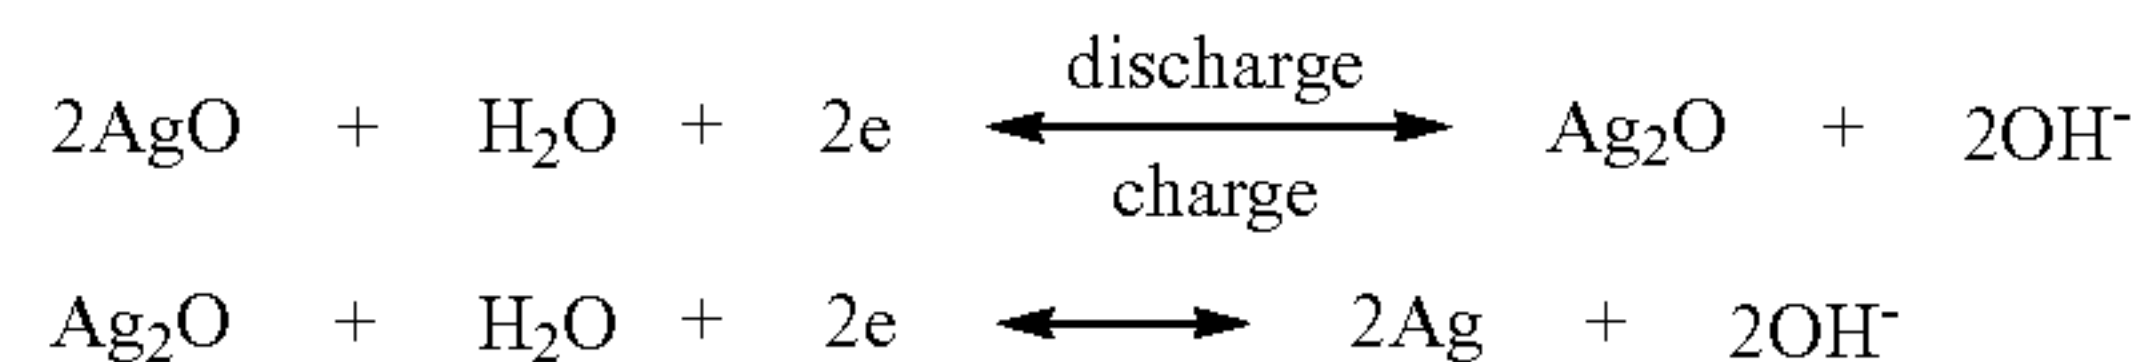 discharge
2AgO + H₂O + 2e ⟷ Ag₂O + 2OH⁻
charge
Ag₂O + H₂O + 2e ⟷ 2Ag + 2OH⁻